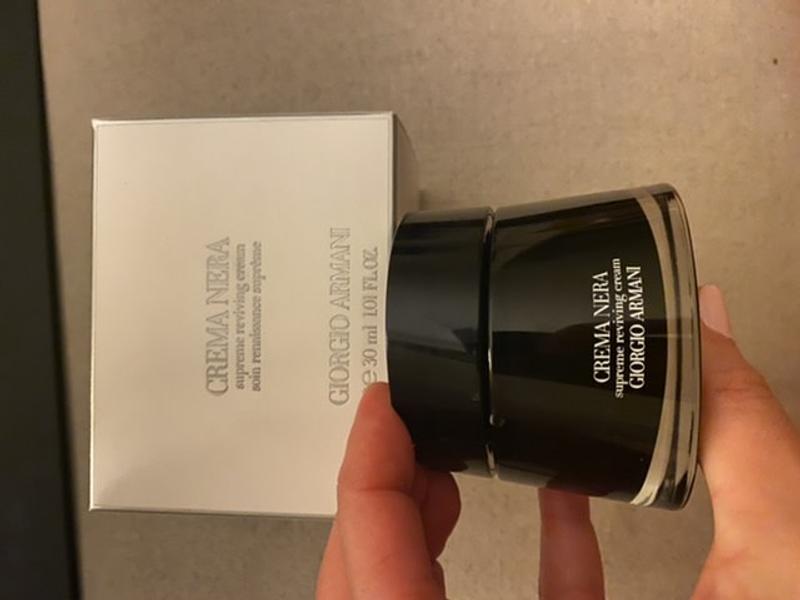 CREMA NERA
supreme reviving cream
soin renaissance suprême
GIORGIO ARMANI
e 30 ml 1.01 FL.OZ.
CREMA NERA
supreme reviving cream
GIORGIO ARMANI